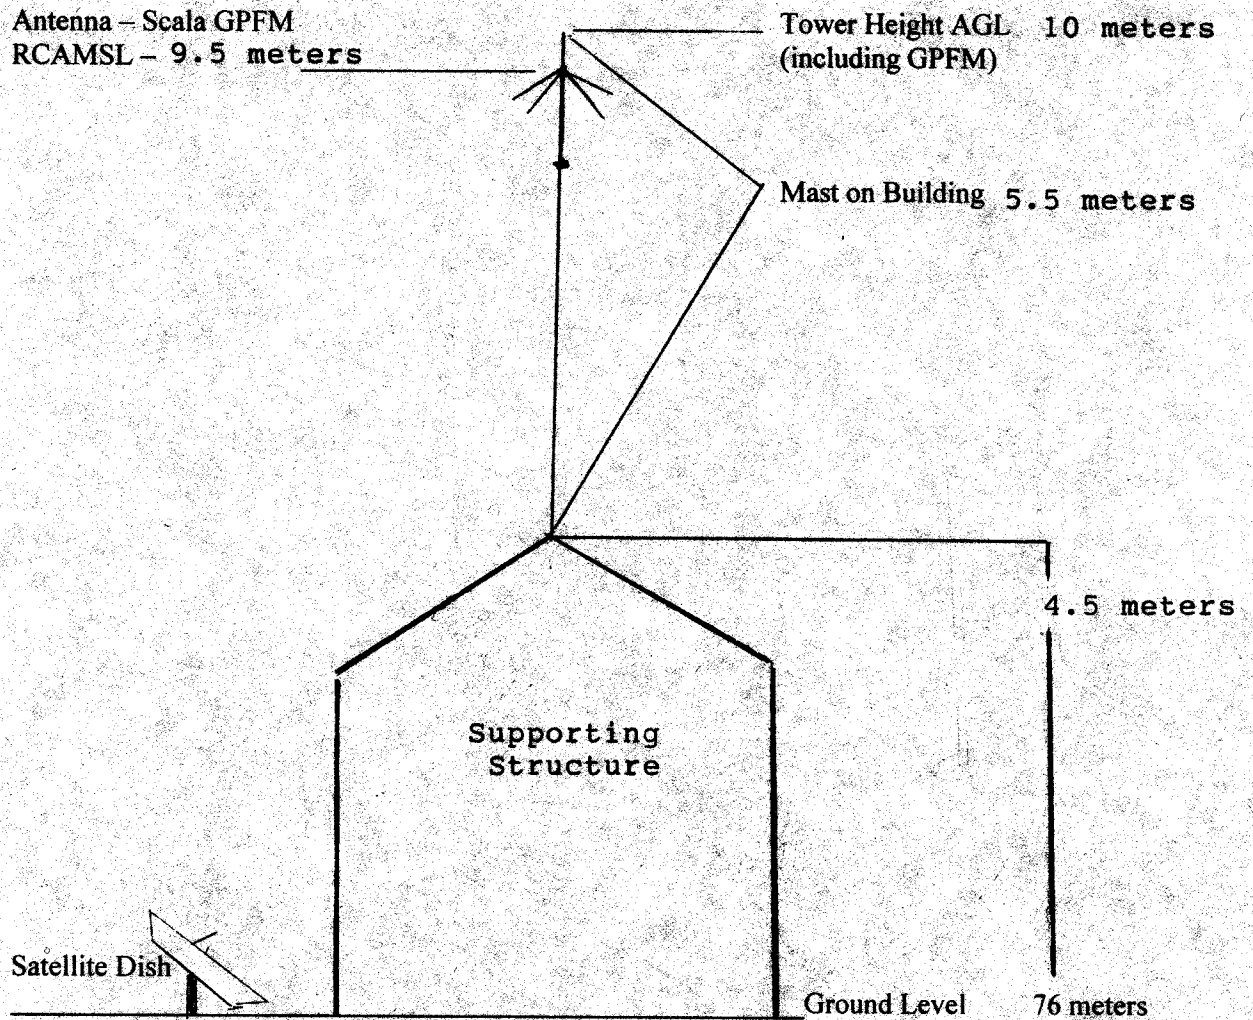 Antenna – Scala GPFM
RCAMSL – 9.5 meters
Tower Height AGL 10 meters
(including GPFM)
Mast on Building 5.5 meters
4.5 meters
Supporting
Structure
Satellite Dish
Ground Level 76 meters